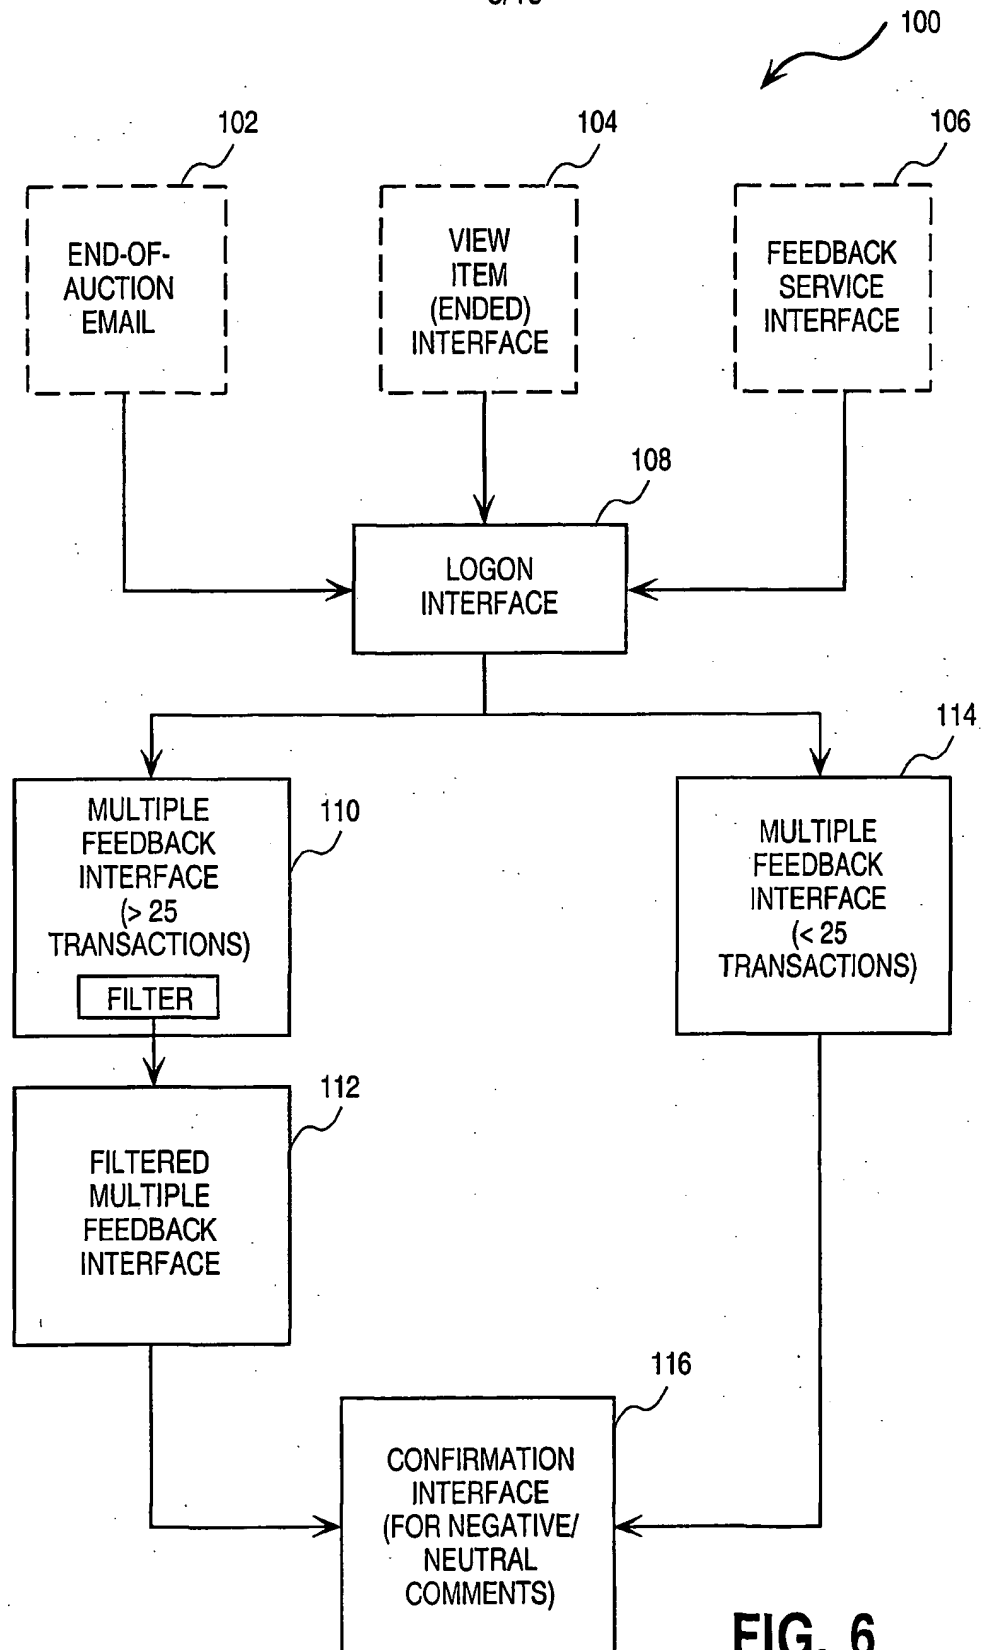 100
102
104
106
END-OF-
AUCTION
EMAIL
VIEW
ITEM
(ENDED)
INTERFACE
FEEDBACK
SERVICE
INTERFACE
108
LOGON
INTERFACE
110
114
MULTIPLE
FEEDBACK
INTERFACE
(> 25
TRANSACTIONS)
FILTER
MULTIPLE
FEEDBACK
INTERFACE
(< 25
TRANSACTIONS)
112
FILTERED
MULTIPLE
FEEDBACK
INTERFACE
116
CONFIRMATION
INTERFACE
(FOR NEGATIVE/
NEUTRAL
COMMENTS)
FIG. 6